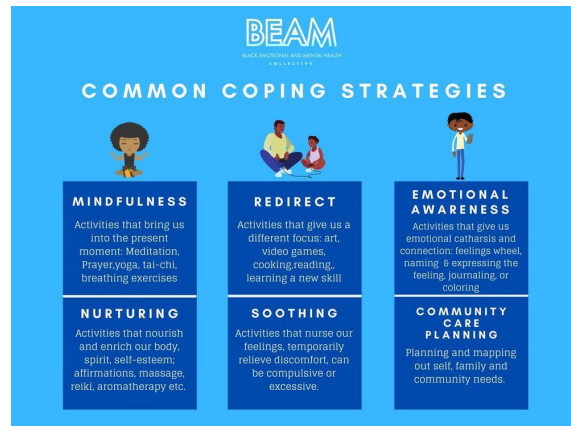 BEAM
BLACK EMOTIONAL AND MENTAL HEALTH
COLLECTIVE
COMMON COPING STRATEGIES
MINDFULNESS
Activities that bring us
into the present
moment: Meditation,
Prayer,yoga, tai-chi,
breathing exercises
REDIRECT
Activities that give us a
different focus: art,
video games,
cooking,reading,,
learning a new skill
EMOTIONAL
AWARENESS
Activities that give us
emotional catharsis and
connection: feelings wheel,
naming & expressing the
feeling, journaling, or
coloring
NURTURING
Activities that nourish
and enrich our body,
spirit, self-esteem;
affirmations, massage,
reiki, aromatherapy etc.
SOOTHING
Activities that nurse our
feelings, temporarily
relieve discomfort, can
be compulsive or
excessive.
COMMUNITY
CARE
PLANNING
Planning and mapping
out self, family and
community needs.